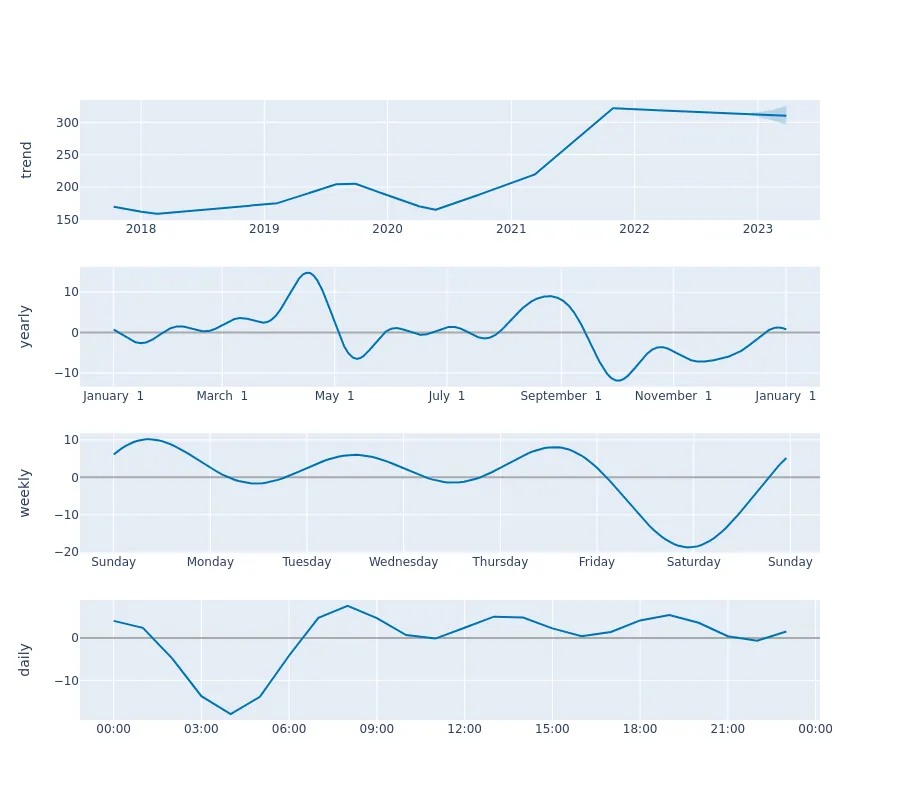 trend
300
250
200
150
2018 2019 2020 2021 2022 2023
yearly
10
0
−10
January 1 March 1 May 1 July 1 September 1 November 1 January 1
weekly
10
0
−10
−20
Sunday Monday Tuesday Wednesday Thursday Friday Saturday Sunday
daily
0
−10
00:00 03:00 06:00 09:00 12:00 15:00 18:00 21:00 00:00